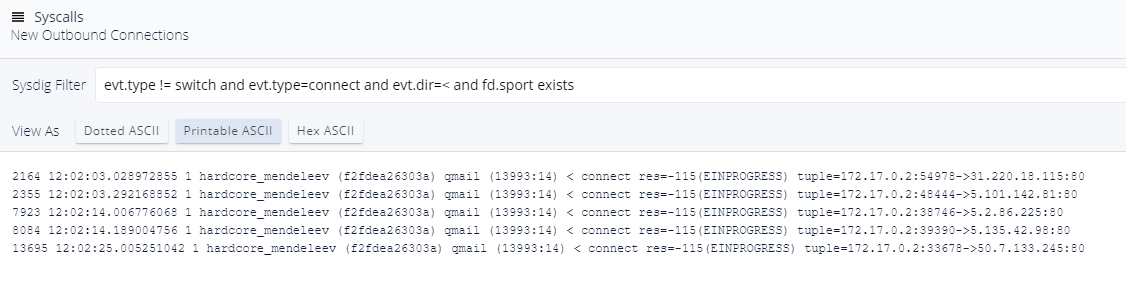 Syscalls
New Outbound Connections
Sysdig Filter evt.type != switch and evt.type=connect and evt.dir=< and fd.sport exists
View As Dotted ASCII Printable ASCII Hex ASCII
2164 12:02:03.028972855 1 hardcore_mendeleev (f2fdea26303a) qmail (13993:14) < connect res=-115(EINPROGRESS) tuple=172.17.0.2:54978->31.220.18.115:80
2355 12:02:03.292168852 1 hardcore_mendeleev (f2fdea26303a) qmail (13993:14) < connect res=-115(EINPROGRESS) tuple=172.17.0.2:48444->5.101.142.81:80
7923 12:02:14.006776068 1 hardcore_mendeleev (f2fdea26303a) qmail (13993:14) < connect res=-115(EINPROGRESS) tuple=172.17.0.2:38746->5.2.86.225:80
8084 12:02:14.189004756 1 hardcore_mendeleev (f2fdea26303a) qmail (13993:14) < connect res=-115(EINPROGRESS) tuple=172.17.0.2:39390->5.135.42.98:80
13695 12:02:25.005251042 1 hardcore_mendeleev (f2fdea26303a) qmail (13993:14) < connect res=-115(EINPROGRESS) tuple=172.17.0.2:33678->50.7.133.245:80